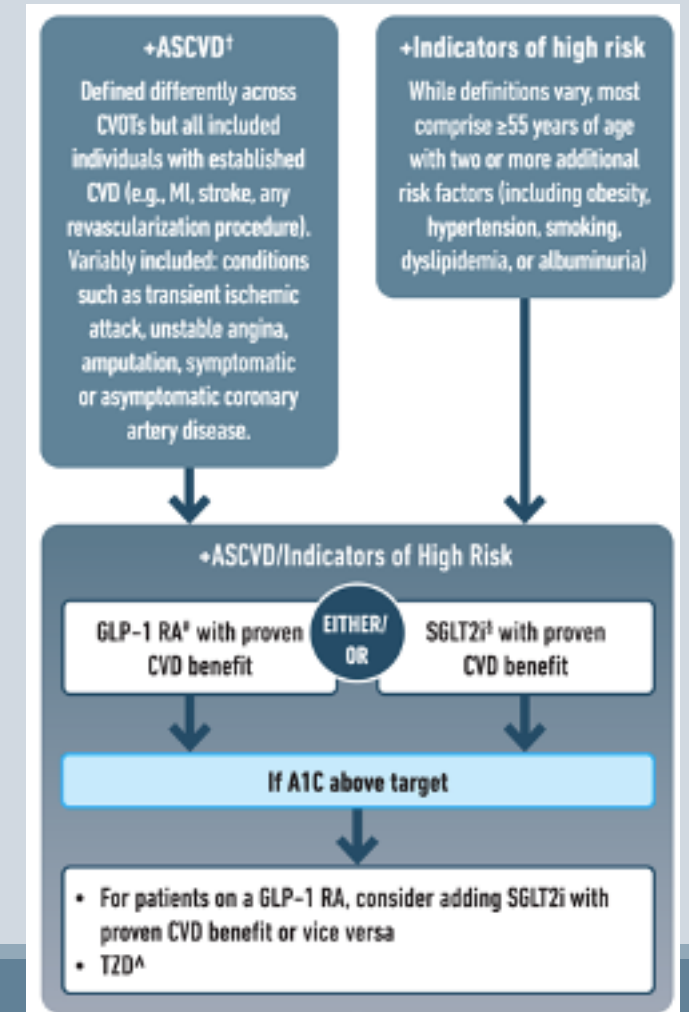 +ASCVD†
Defined differently across
CVOTs but all included
individuals with established
CVD (e.g., MI, stroke, any
revascularization procedure).
Variably included: conditions
such as transient ischemic
attack, unstable angina,
amputation, symptomatic
or asymptomatic coronary
artery disease.
+Indicators of high risk
While definitions vary, most
comprise ≥55 years of age
with two or more additional
risk factors (including obesity,
hypertension, smoking,
dyslipidemia, or albuminuria)
+ASCVD/Indicators of High Risk
GLP-1 RA# with proven
CVD benefit
EITHER/
OR
SGLT2i‡ with proven
CVD benefit
If A1C above target
• For patients on a GLP-1 RA, consider adding SGLT2i with
proven CVD benefit or vice versa
• TZD^